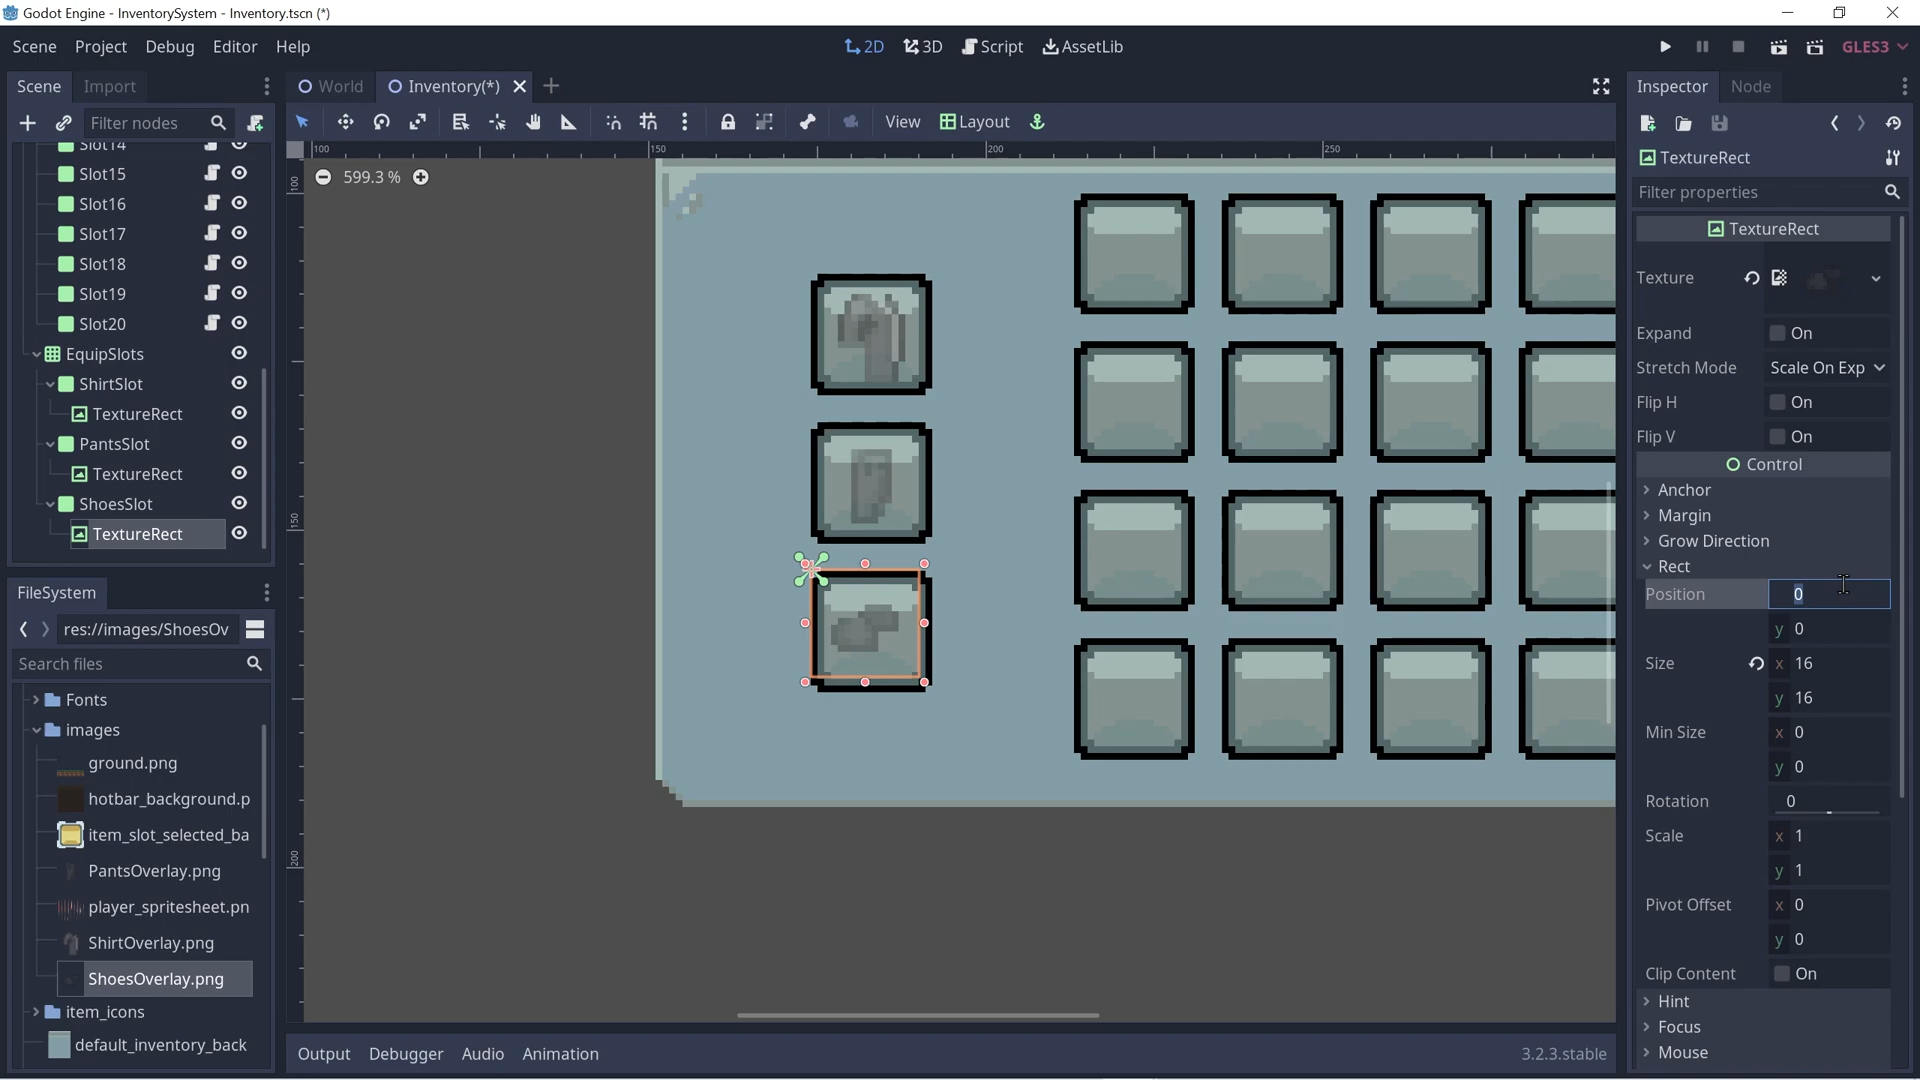 Godot Engine - InventorySystem - Inventory.tscn (*)
Scene Project Debug Editor Help
2D 3D Script AssetLib
GLES3
Scene Import
World Inventory(*)
Inspector Node
Filter nodes
View Layout
TextureRect
Filter properties
100 150 200 250
599.3 %
100
150
200
Slot14
Slot15
Slot16
Slot17
Slot18
Slot19
Slot20
EquipSlots
ShirtSlot
TextureRect
PantsSlot
TextureRect
ShoesSlot
TextureRect
FileSystem
res://images/ShoesOv
Search files
Fonts
images
ground.png
hotbar_background.p
item_slot_selected_ba
PantsOverlay.png
player_spritesheet.pn
ShirtOverlay.png
ShoesOverlay.png
item_icons
default_inventory_back
Output Debugger Audio Animation
3.2.3.stable
TextureRect
Texture
Expand On
Stretch Mode Scale On Exp
Flip H On
Flip V On
Control
Anchor
Margin
Grow Direction
Rect
Position 0
y 0
Size x 16
y 16
Min Size x 0
y 0
Rotation 0
Scale x 1
y 1
Pivot Offset x 0
y 0
Clip Content On
Hint
Focus
Mouse